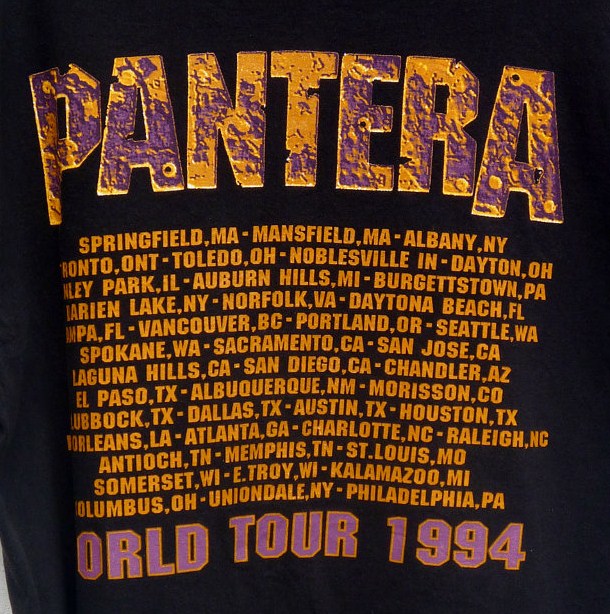 PANTERA
SPRINGFIELD,MA - MANSFIELD,MA - ALBANY,NY
RONTO,ONT - TOLEDO,OH - NOBLESVILLE IN - DAYTON,OH
LEY PARK,IL - AUBURN HILLS,MI - BURGETTSTOWN,PA
ARIEN LAKE,NY - NORFOLK,VA - DAYTONA BEACH,FL
MPA,FL - VANCOUVER,BC - PORTLAND,OR - SEATTLE,WA
SPOKANE,WA - SACRAMENTO,CA - SAN JOSE,CA
LAGUNA HILLS,CA - SAN DIEGO,CA - CHANDLER,AZ
EL PASO,TX - ALBUQUERQUE,NM - MORISSON,CO
LUBBOCK,TX - DALLAS,TX - AUSTIN,TX - HOUSTON,TX
ORLEANS,LA - ATLANTA,GA - CHARLOTTE,NC - RALEIGH,NC
ANTIOCH,TN - MEMPHIS,TN - ST.LOUIS,MO
SOMERSET,WI - E.TROY,WI - KALAMAZOO,MI
OLUMBUS,OH - UNIONDALE,NY - PHILADELPHIA,PA
ORLD TOUR 1994